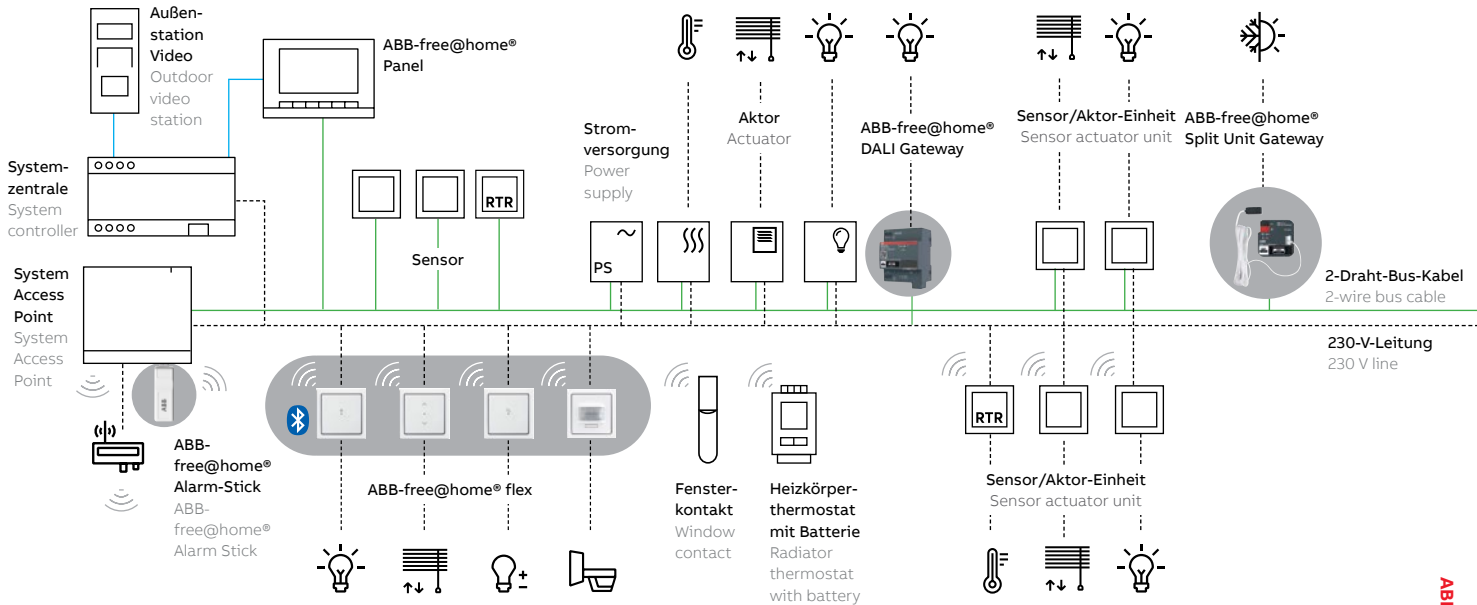 Außen-
station
Video
Outdoor
video
station
ABB-free@home®
Panel
System-
zentrale
System
controller
RTR
Sensor
Strom-
versorgung
Power
supply
PS
Aktor
Actuator
ABB-free@home®
DALI Gateway
Sensor/Aktor-Einheit
Sensor actuator unit
ABB-free@home®
Split Unit Gateway
2-Draht-Bus-Kabel
2-wire bus cable
230-V-Leitung
230 V line
System
Access
Point
System
Access
Point
ABB
ABB-
free@home®
Alarm-Stick
ABB-
free@home®
Alarm Stick
ABB-free@home® flex
Fenster-
kontakt
Window
contact
Heizkörper-
thermostat
mit Batterie
Radiator
thermostat
with battery
RTR
Sensor/Aktor-Einheit
Sensor actuator unit